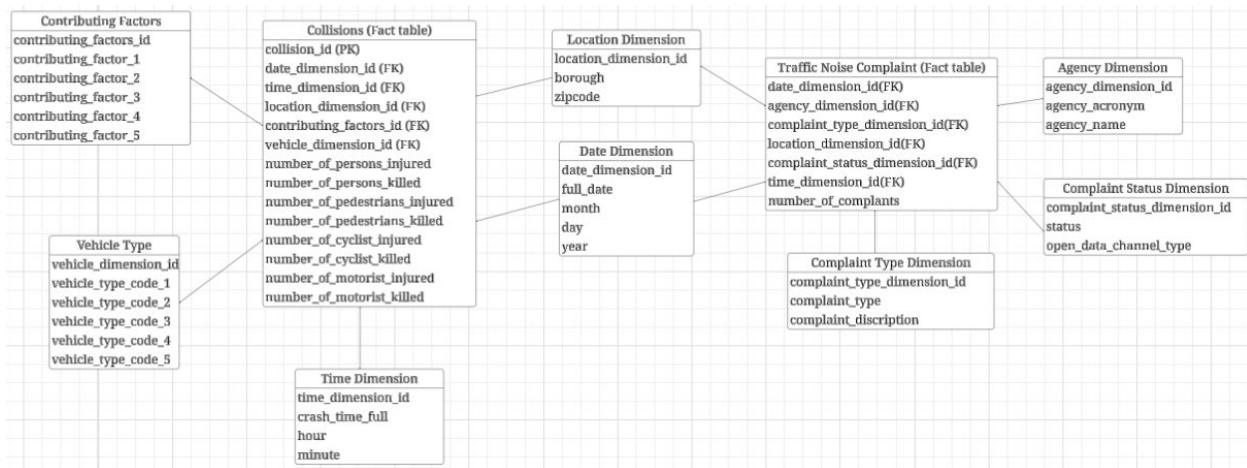 Contributing Factors
contributing_factors_id
contributing_factor_1
contributing_factor_2
contributing_factor_3
contributing_factor_4
contributing_factor_5
Vehicle Type
vehicle_dimension_id
vehicle_type_code_1
vehicle_type_code_2
vehicle_type_code_3
vehicle_type_code_4
vehicle_type_code_5
Collisions (Fact table)
collision_id (PK)
date_dimension_id (FK)
time_dimension_id (FK)
location_dimension_id (FK)
contributing_factors_id (FK)
vehicle_dimension_id (FK)
number_of_persons_injured
number_of_persons_killed
number_of_pedestrians_injured
number_of_pedestrians_killed
number_of_cyclist_injured
number_of_cyclist_killed
number_of_motorist_injured
number_of_motorist_killed
Time Dimension
time_dimension_id
crash_time_full
hour
minute
Location Dimension
location_dimension_id
borough
zipcode
Date Dimension
date_dimension_id
full_date
month
day
year
Traffic Noise Complaint (Fact table)
date_dimension_id(FK)
agency_dimension_id(FK)
complaint_type_dimension_id(FK)
location_dimension_id(FK)
complaint_status_dimension_id(FK)
time_dimension_id(FK)
number_of_complants
Complaint Type Dimension
complaint_type_dimension_id
complaint_type
complaint_discription
Agency Dimension
agency_dimension_id
agency_acronym
agency_name
Complaint Status Dimension
complaint_status_dimension_id
status
open_data_channel_type